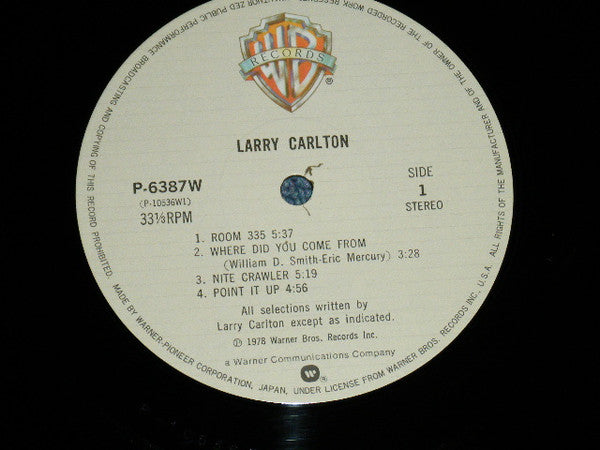 WB
RECORDS
®
LARRY CARLTON
P-6387W
(P-10536W1)
33⅓RPM
SIDE
1
STEREO
1. ROOM 335 5:37
2. WHERE DID YOU COME FROM
(William D. Smith-Eric Mercury) 3:28
3. NITE CRAWLER 5:19
4. POINT IT UP 4:56
All selections written by
Larry Carlton except as indicated.
℗ 1978 Warner Bros. Records Inc.
a Warner Communications Company
W ®.
PUBLIC PERFORMANCE BROADCASTING AND COPYING OF THIS RECORD PROHIBITED. MADE BY WARNER-PIONEER CORPORATION, JAPAN, UNDER LICENSE FROM WARNER BROS. RECORDS INC., U.S.A. ALL RIGHTS OF THE MANUFACTURER AND OF THE OWNER OF THE RECORDED WORK